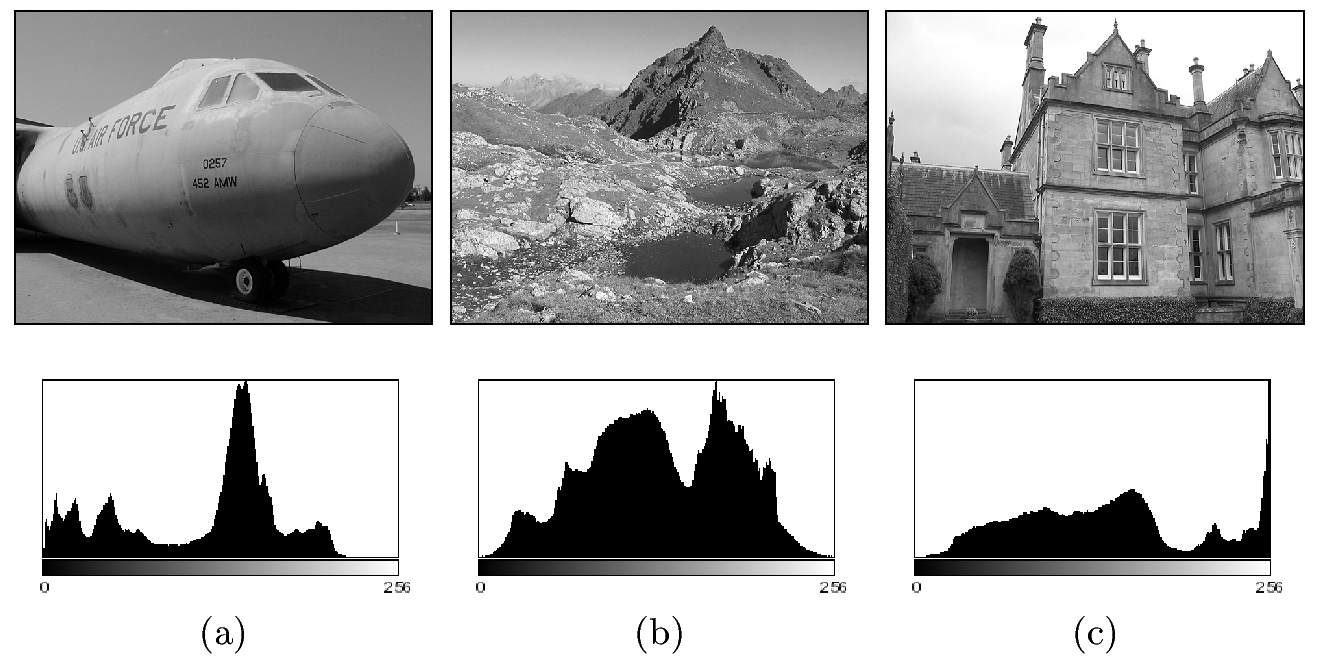 U.S. AIR FORCE
0257
452 AMW
0 256 0 256 0 256
(a) (b) (c)